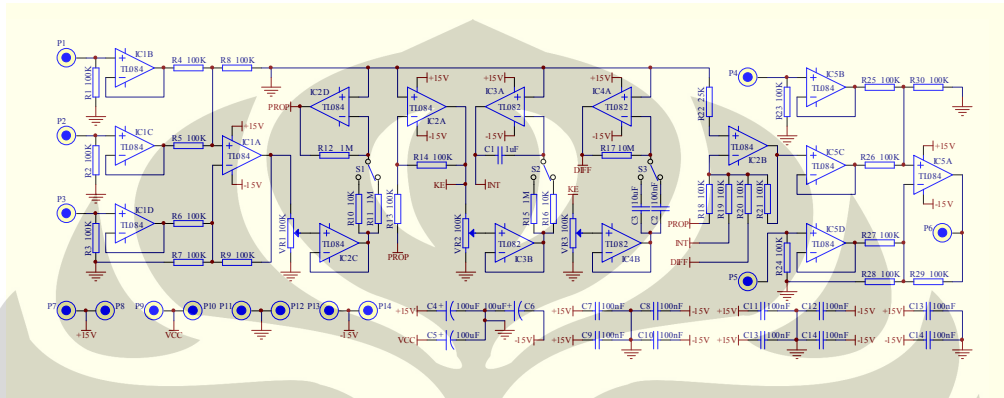 P1
IC1B
TL084
R1 100K
R4 100K
R8 100K
P2
IC1C
TL084
R2 100K
R5 100K
+15V
IC1A
TL084
-15V
P3
IC1D
TL084
R3 100K
R6 100K
R7 100K
R9 100K
PROP
IC2D
TL084
R12 1M
S1
R10 10K
R11 1M
R13 100K
PROP
VR1 100K
TL084
IC2C
+15V
TL084
IC2A
-15V
R14 100K
KE
+15V
IC3A
TL082
-15V
C1 1uF
INT
S2
R15 1M
R16 10K
VR2 100K
TL082
IC3B
+15V
IC4A
TL082
-15V
R17 10M
DIFF
S3
C3 10uF
C2 100nF
KE
VR3 100K
TL082
IC4B
R22 25K
TL084
IC2B
R18 100K
R19 100K
R20 100K
R21 100K
PROP
INT
DIFF
P4
IC5B
TL084
R23 100K
R25 100K
R30 100K
IC5C
TL084
R26 100K
IC5A
TL084
+15V
-15V
P5
IC5D
TL084
R24 100K
R27 100K
R28 100K
R29 100K
P6
P7
P8
+15V
P9
P10
VCC
P11
P12
P13
P14
-15V
+15V
C4
100uF
100uF
C6
VCC
C5
100uF
-15V
+15V
C7
100nF
C8
100nF
-15V
+15V
C9
100nF
C10
100nF
-15V
+15V
C11
100nF
C12
100nF
-15V
+15V
C13
100nF
C14
100nF
-15V
+15V
C13
100nF
-15V
C14
100nF